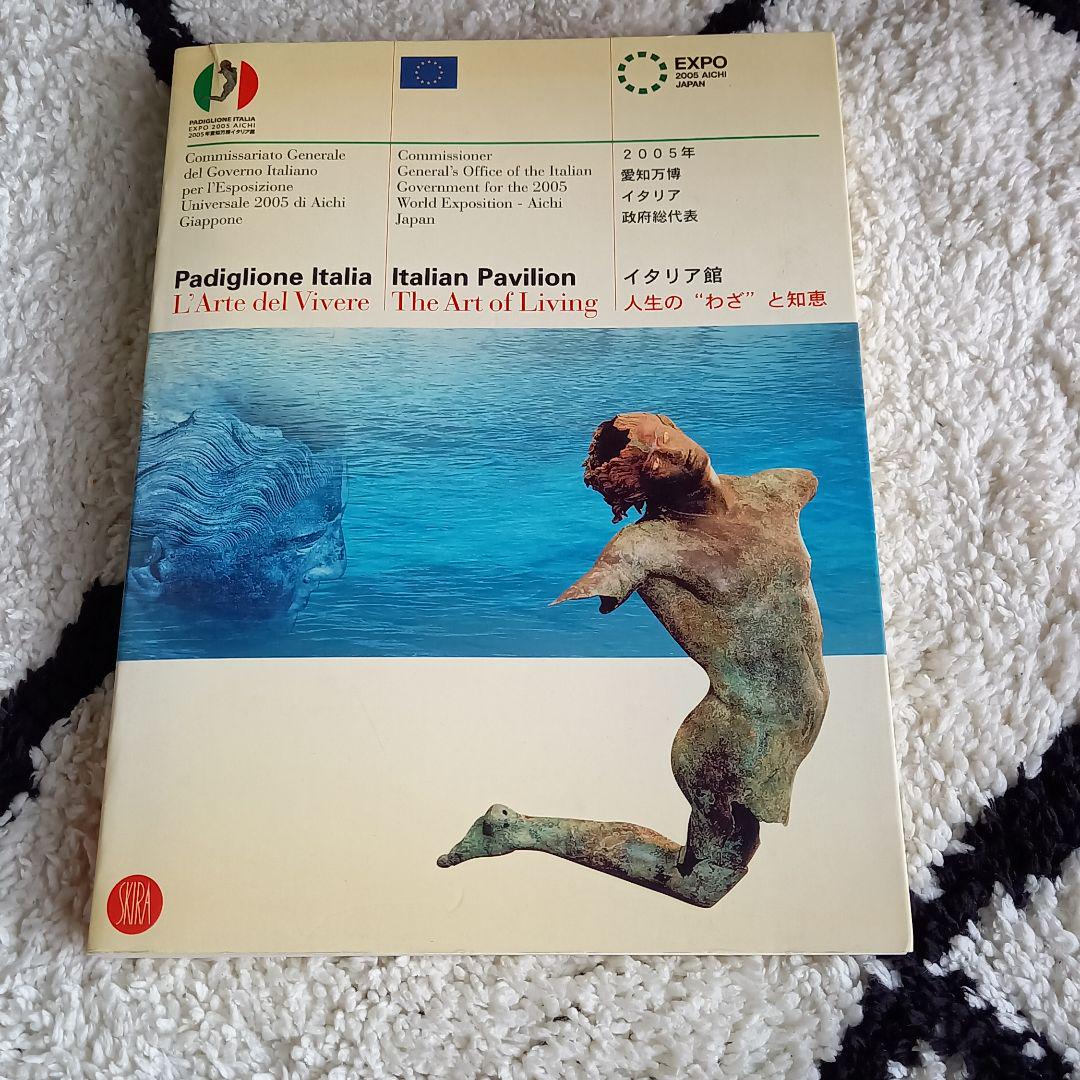 PADIGLIONE ITALIA
EXPO 2005 AICHI
2005年愛知万博イタリア館
EXPO
2005 AICHI
JAPAN
Commissariato Generale
del Governo Italiano
per l'Esposizione
Universale 2005 di Aichi
Giappone
Commissioner
General's Office of the Italian
Government for the 2005
World Exposition - Aichi
Japan
2005年
愛知万博
イタリア
政府総代表
Padiglione Italia
L'Arte del Vivere
Italian Pavilion
The Art of Living
イタリア館
人生の "わざ" と知恵
SKIRA